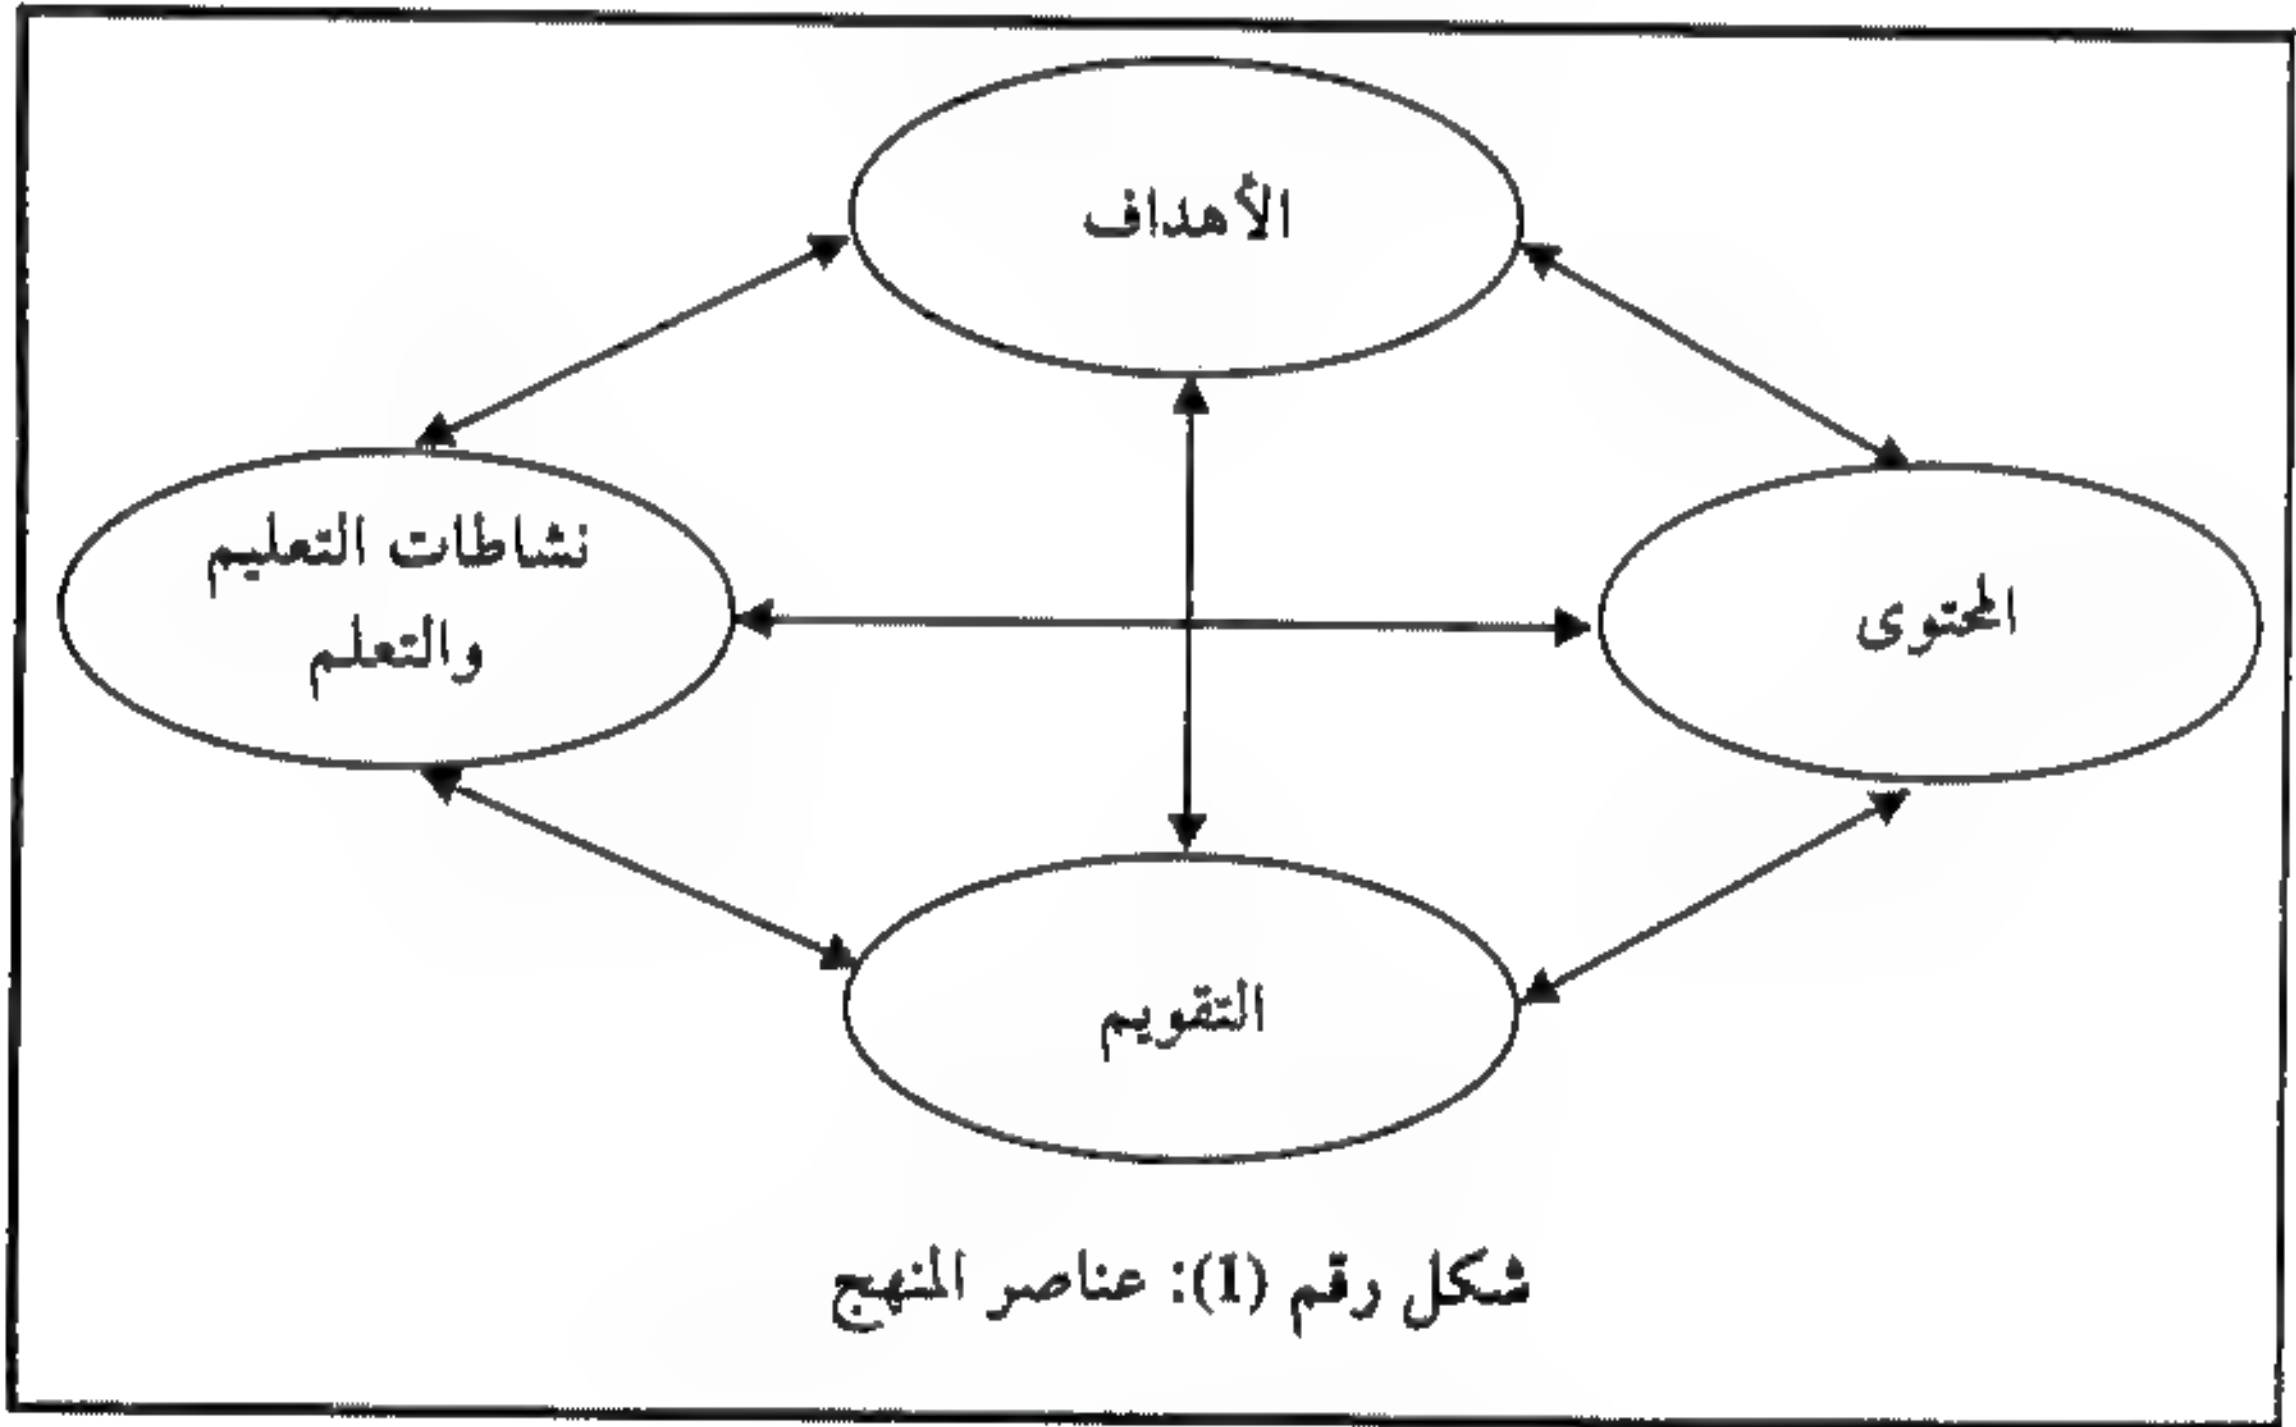 الأهداف
المحتوى
نشاطات التعليم
والتعلم
التقويم
شكل رقم (1): عناصر المنهج